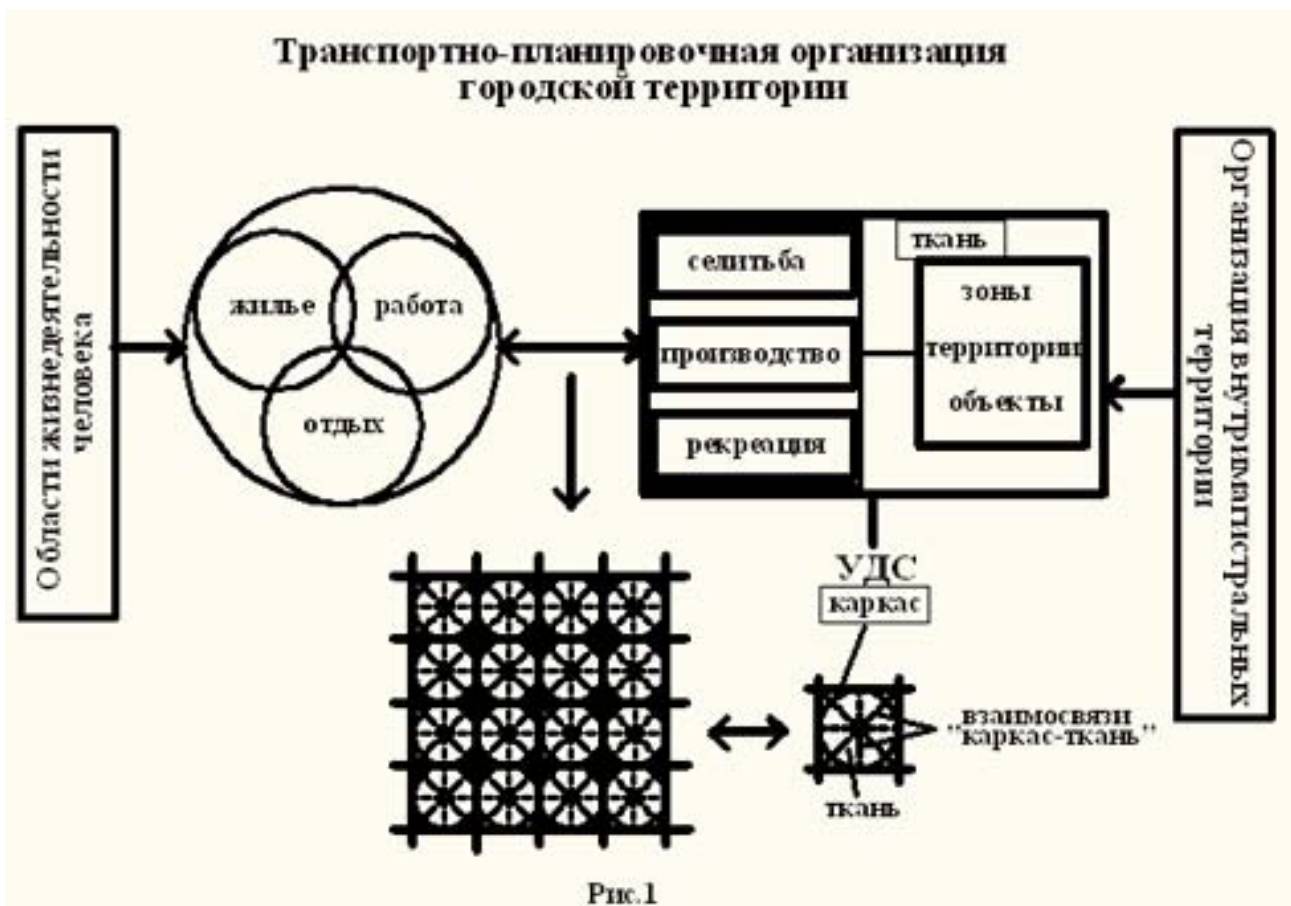 Транспортно-планировочная организация
городской территории
Области жизнедеятельности
человека
жилье
работа
отдых
селитьба
производство
рекреация
ткань
зоны
территории
объекты
Организация внутримагистральных
территории
УДС
каркас
"взаимосвязи
каркас-ткань"
ткань
Рис.1